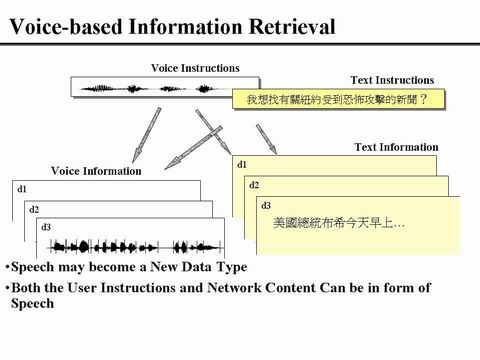 Voice-based Information Retrieval
Voice Instructions
Text Instructions
我想找有關紐約受到恐怖攻擊的新聞？
Text Information
Voice Information
d1
d2
d3
d1
d2
d3
美國總統布希今天早上…
•Speech may become a New Data Type
•Both the User Instructions and Network Content Can be in form of
Speech